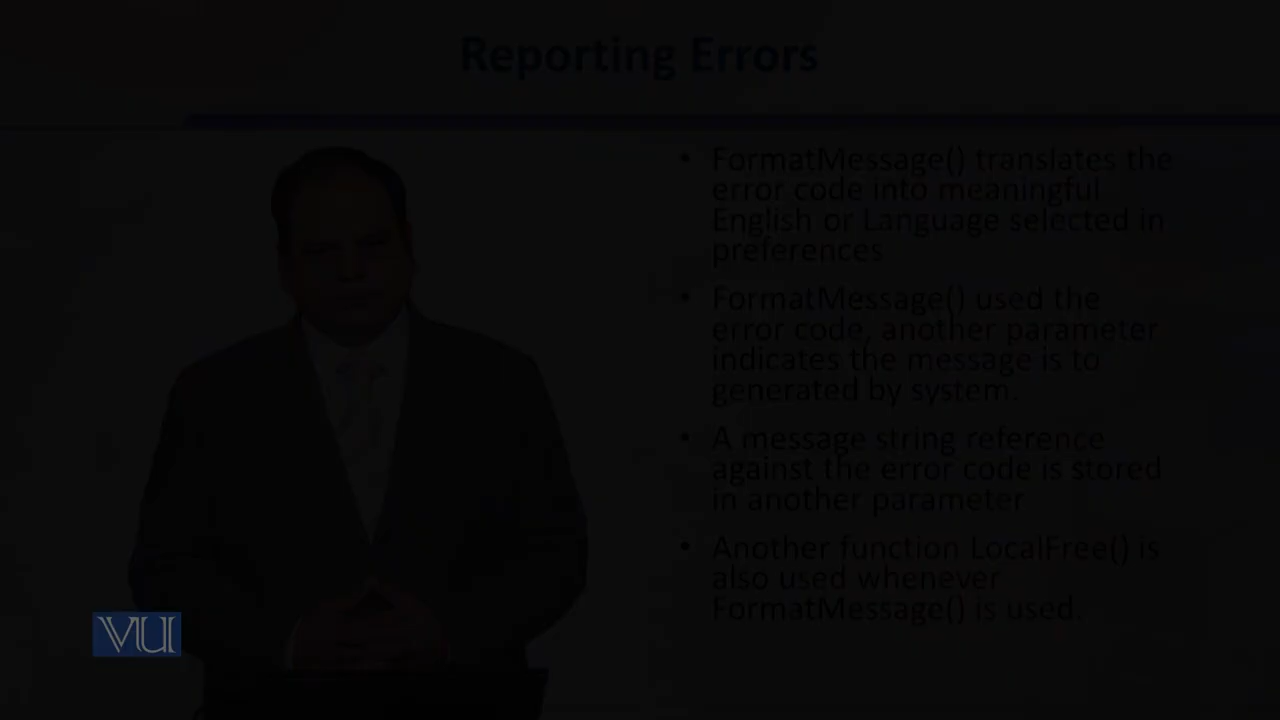 Reporting Errors
• FormatMessage() translates the
error code into meaningful
English or Language selected in
preferences
• FormatMessage() used the
error code, another parameter
indicates the message is to
generated by system.
• A message string reference
against the error code is stored
in another parameter
• Another function LocalFree() is
also used whenever
FormatMessage() is used.
VU